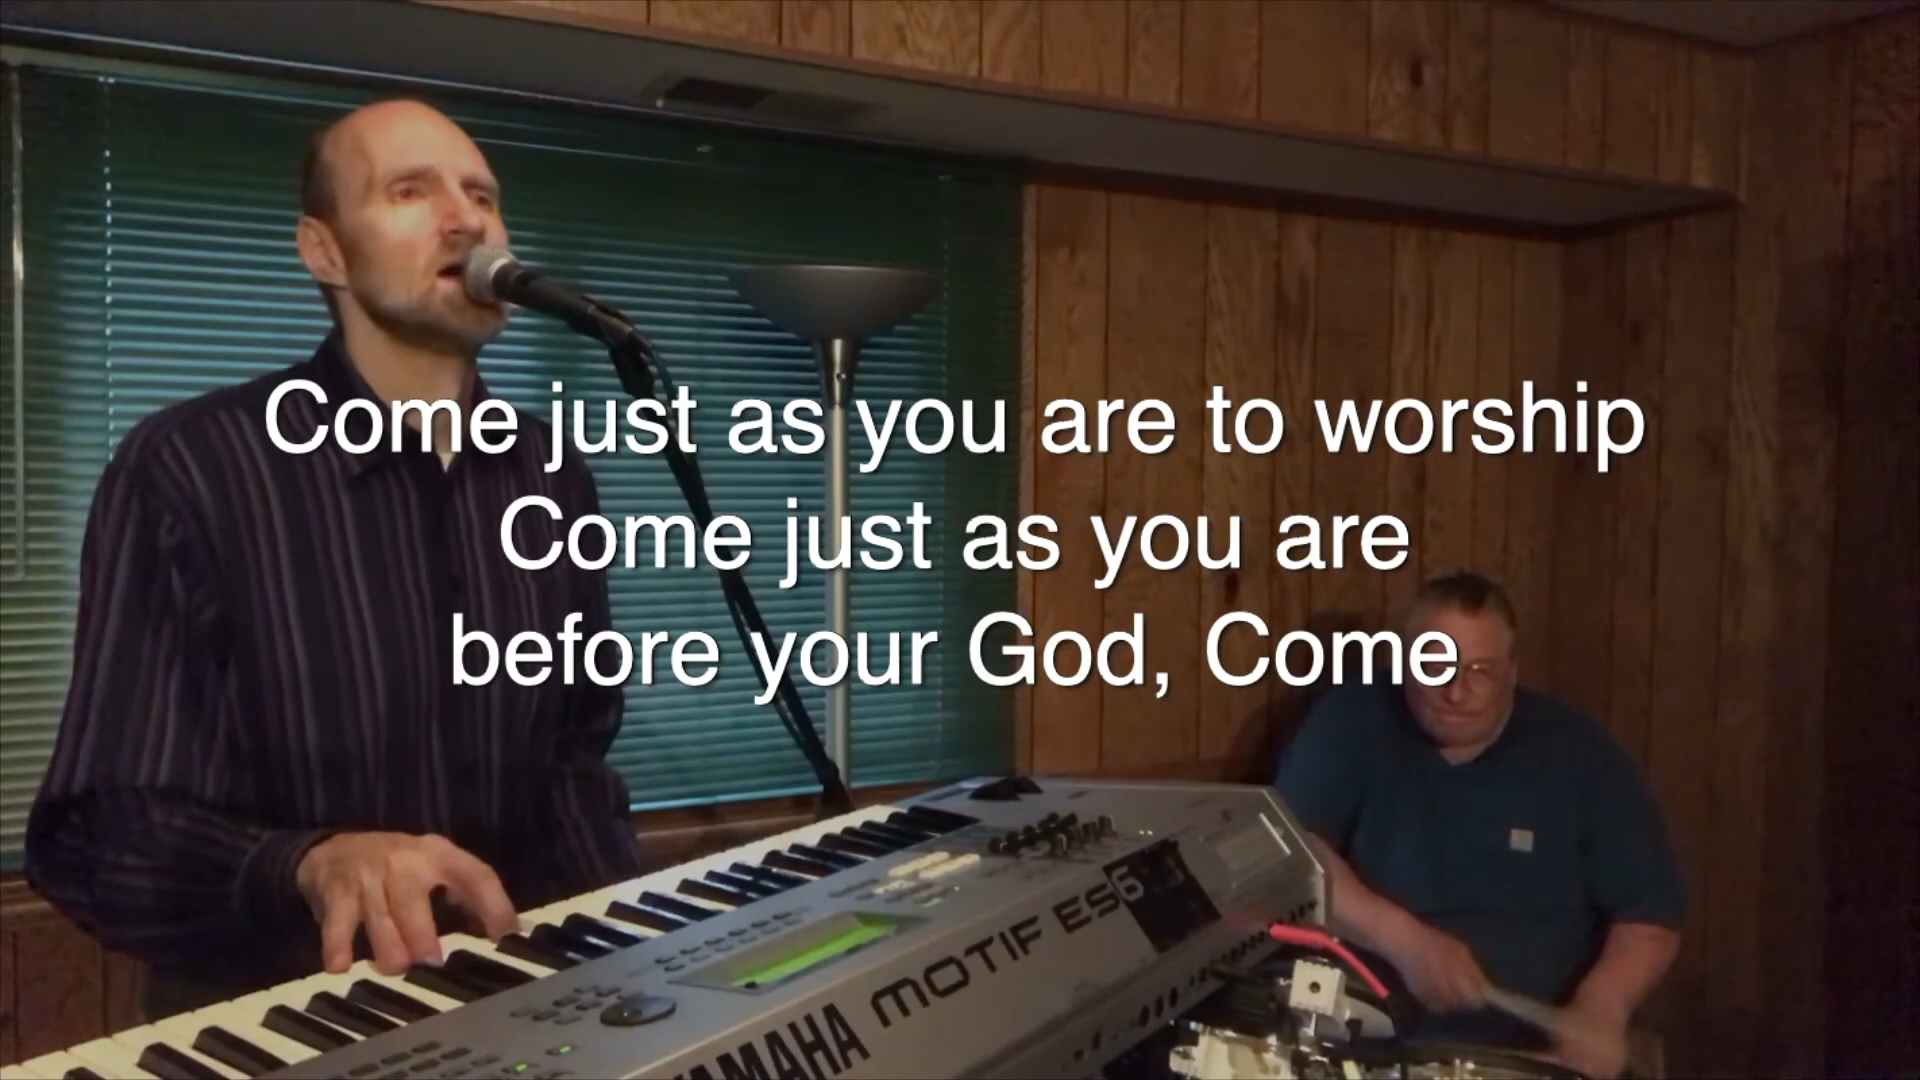 Come just as you are to worship
Come just as you are
before your God, Come
MOTIF ES6
YAMAHA